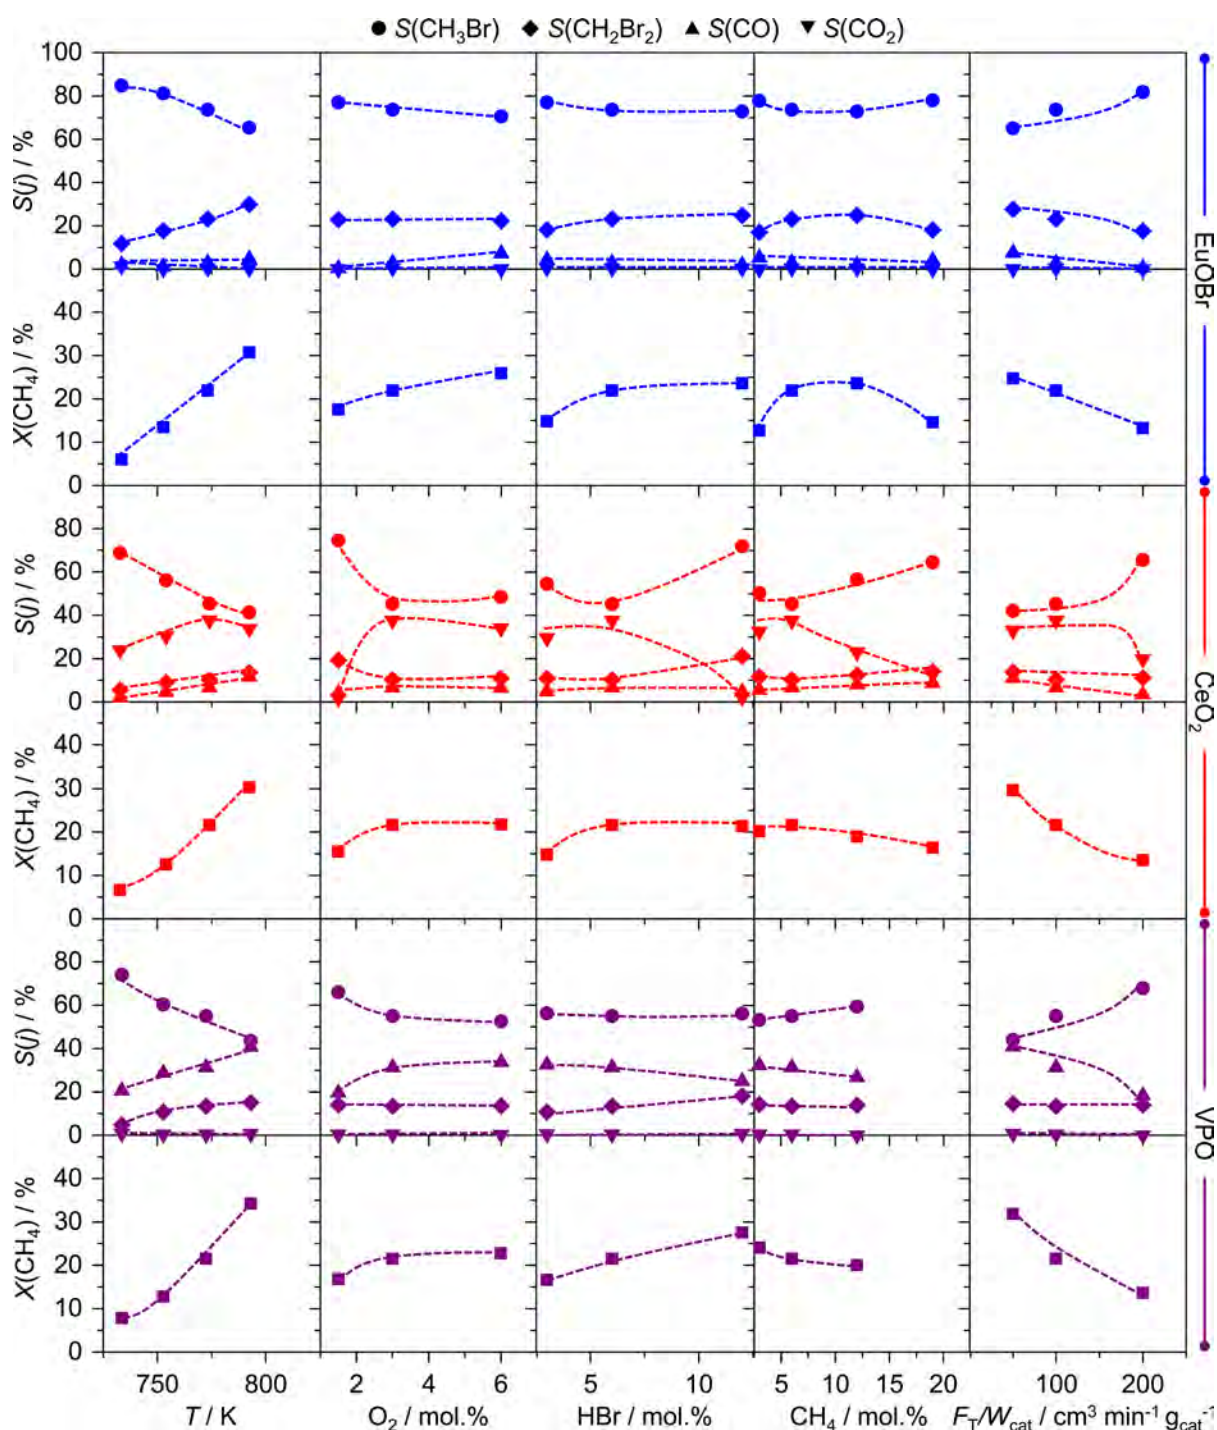 S(CH₃Br) S(CH₂Br₂) S(CO) S(CO₂)
100
80
60
40
20
0
S(j) / %
EuOBr
40
30
20
10
0
X(CH₄) / %
80
60
40
20
0
S(j) / %
CeO₂
40
30
20
10
0
X(CH₄) / %
80
60
40
20
0
S(j) / %
VPO
40
30
20
10
0
X(CH₄) / %
750 800 2 4 6 5 10 5 10 15 20 100 200
T / K O₂ / mol.% HBr / mol.% CH₄ / mol.% F_T/W_cat / cm³ min⁻¹ g_cat⁻¹